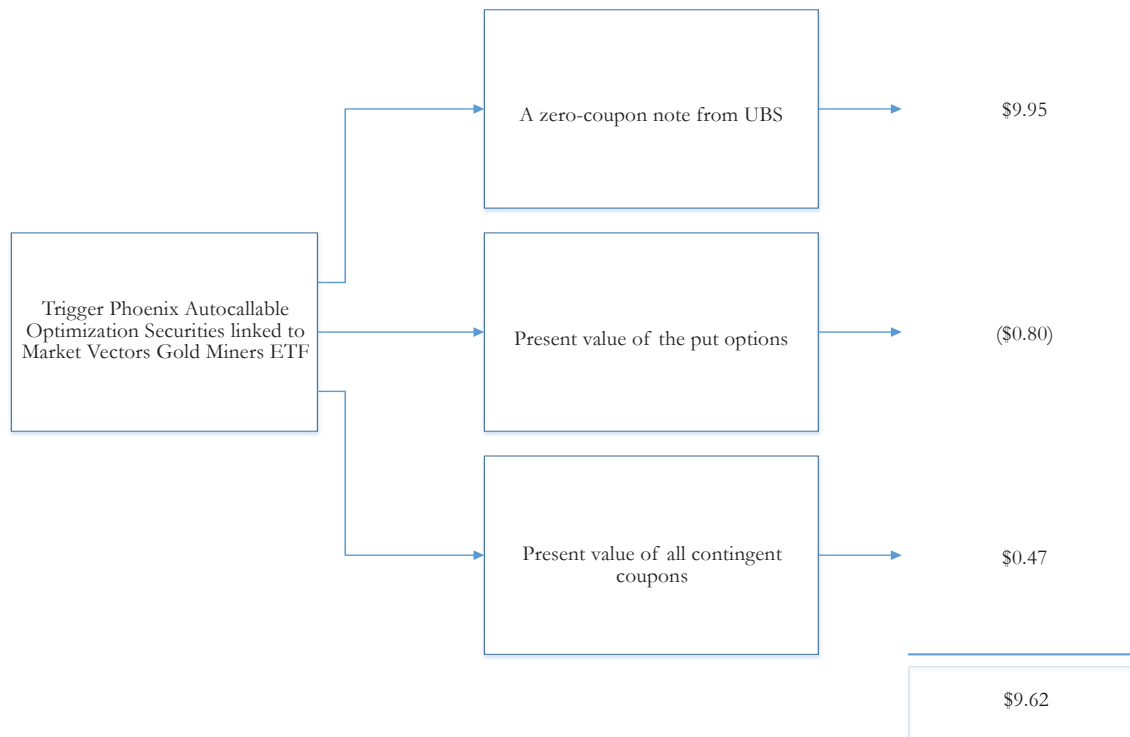 A zero-coupon note from UBS
$9.95
Trigger Phoenix Autocallable
Optimization Securities linked to
Market Vectors Gold Miners ETF
Present value of the put options
($0.80)
Present value of all contingent
coupons
$0.47
$9.62